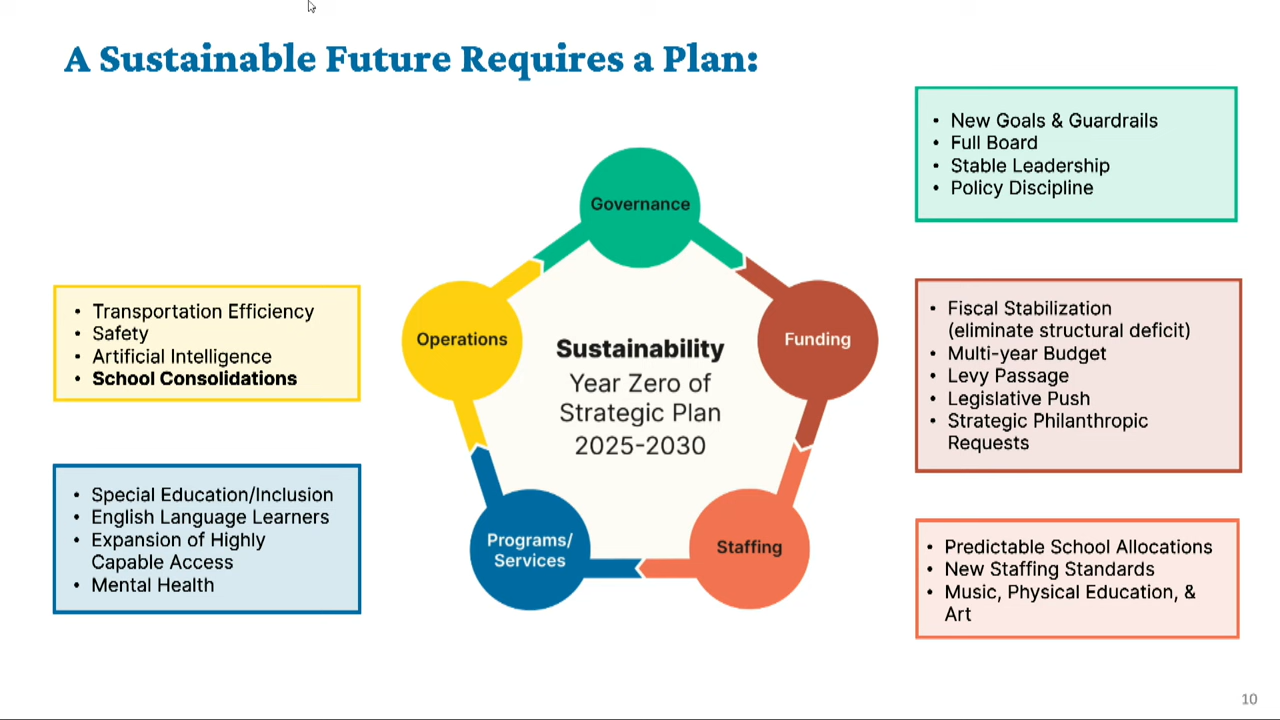 A Sustainable Future Requires a Plan:
• New Goals & Guardrails
• Full Board
• Stable Leadership
• Policy Discipline
Governance
Operations
Funding
Sustainability
Year Zero of
Strategic Plan
2025-2030
Programs/
Services
Staffing
• Transportation Efficiency
• Safety
• Artificial Intelligence
• School Consolidations
• Fiscal Stabilization
(eliminate structural deficit)
• Multi-year Budget
• Levy Passage
• Legislative Push
• Strategic Philanthropic
Requests
• Special Education/Inclusion
• English Language Learners
• Expansion of Highly
Capable Access
• Mental Health
• Predictable School Allocations
• New Staffing Standards
• Music, Physical Education, &
Art
10